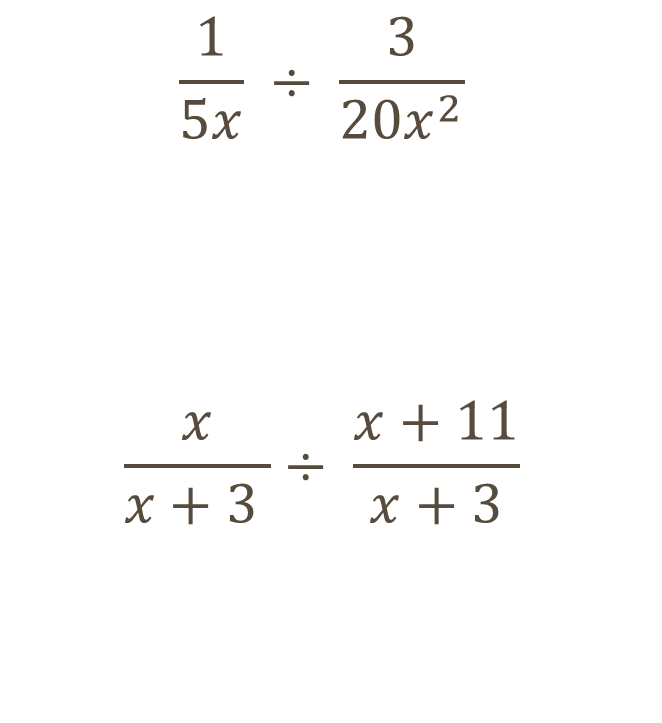 1/5x ÷ 3/20x²
x/x + 3 ÷ x + 11/x + 3